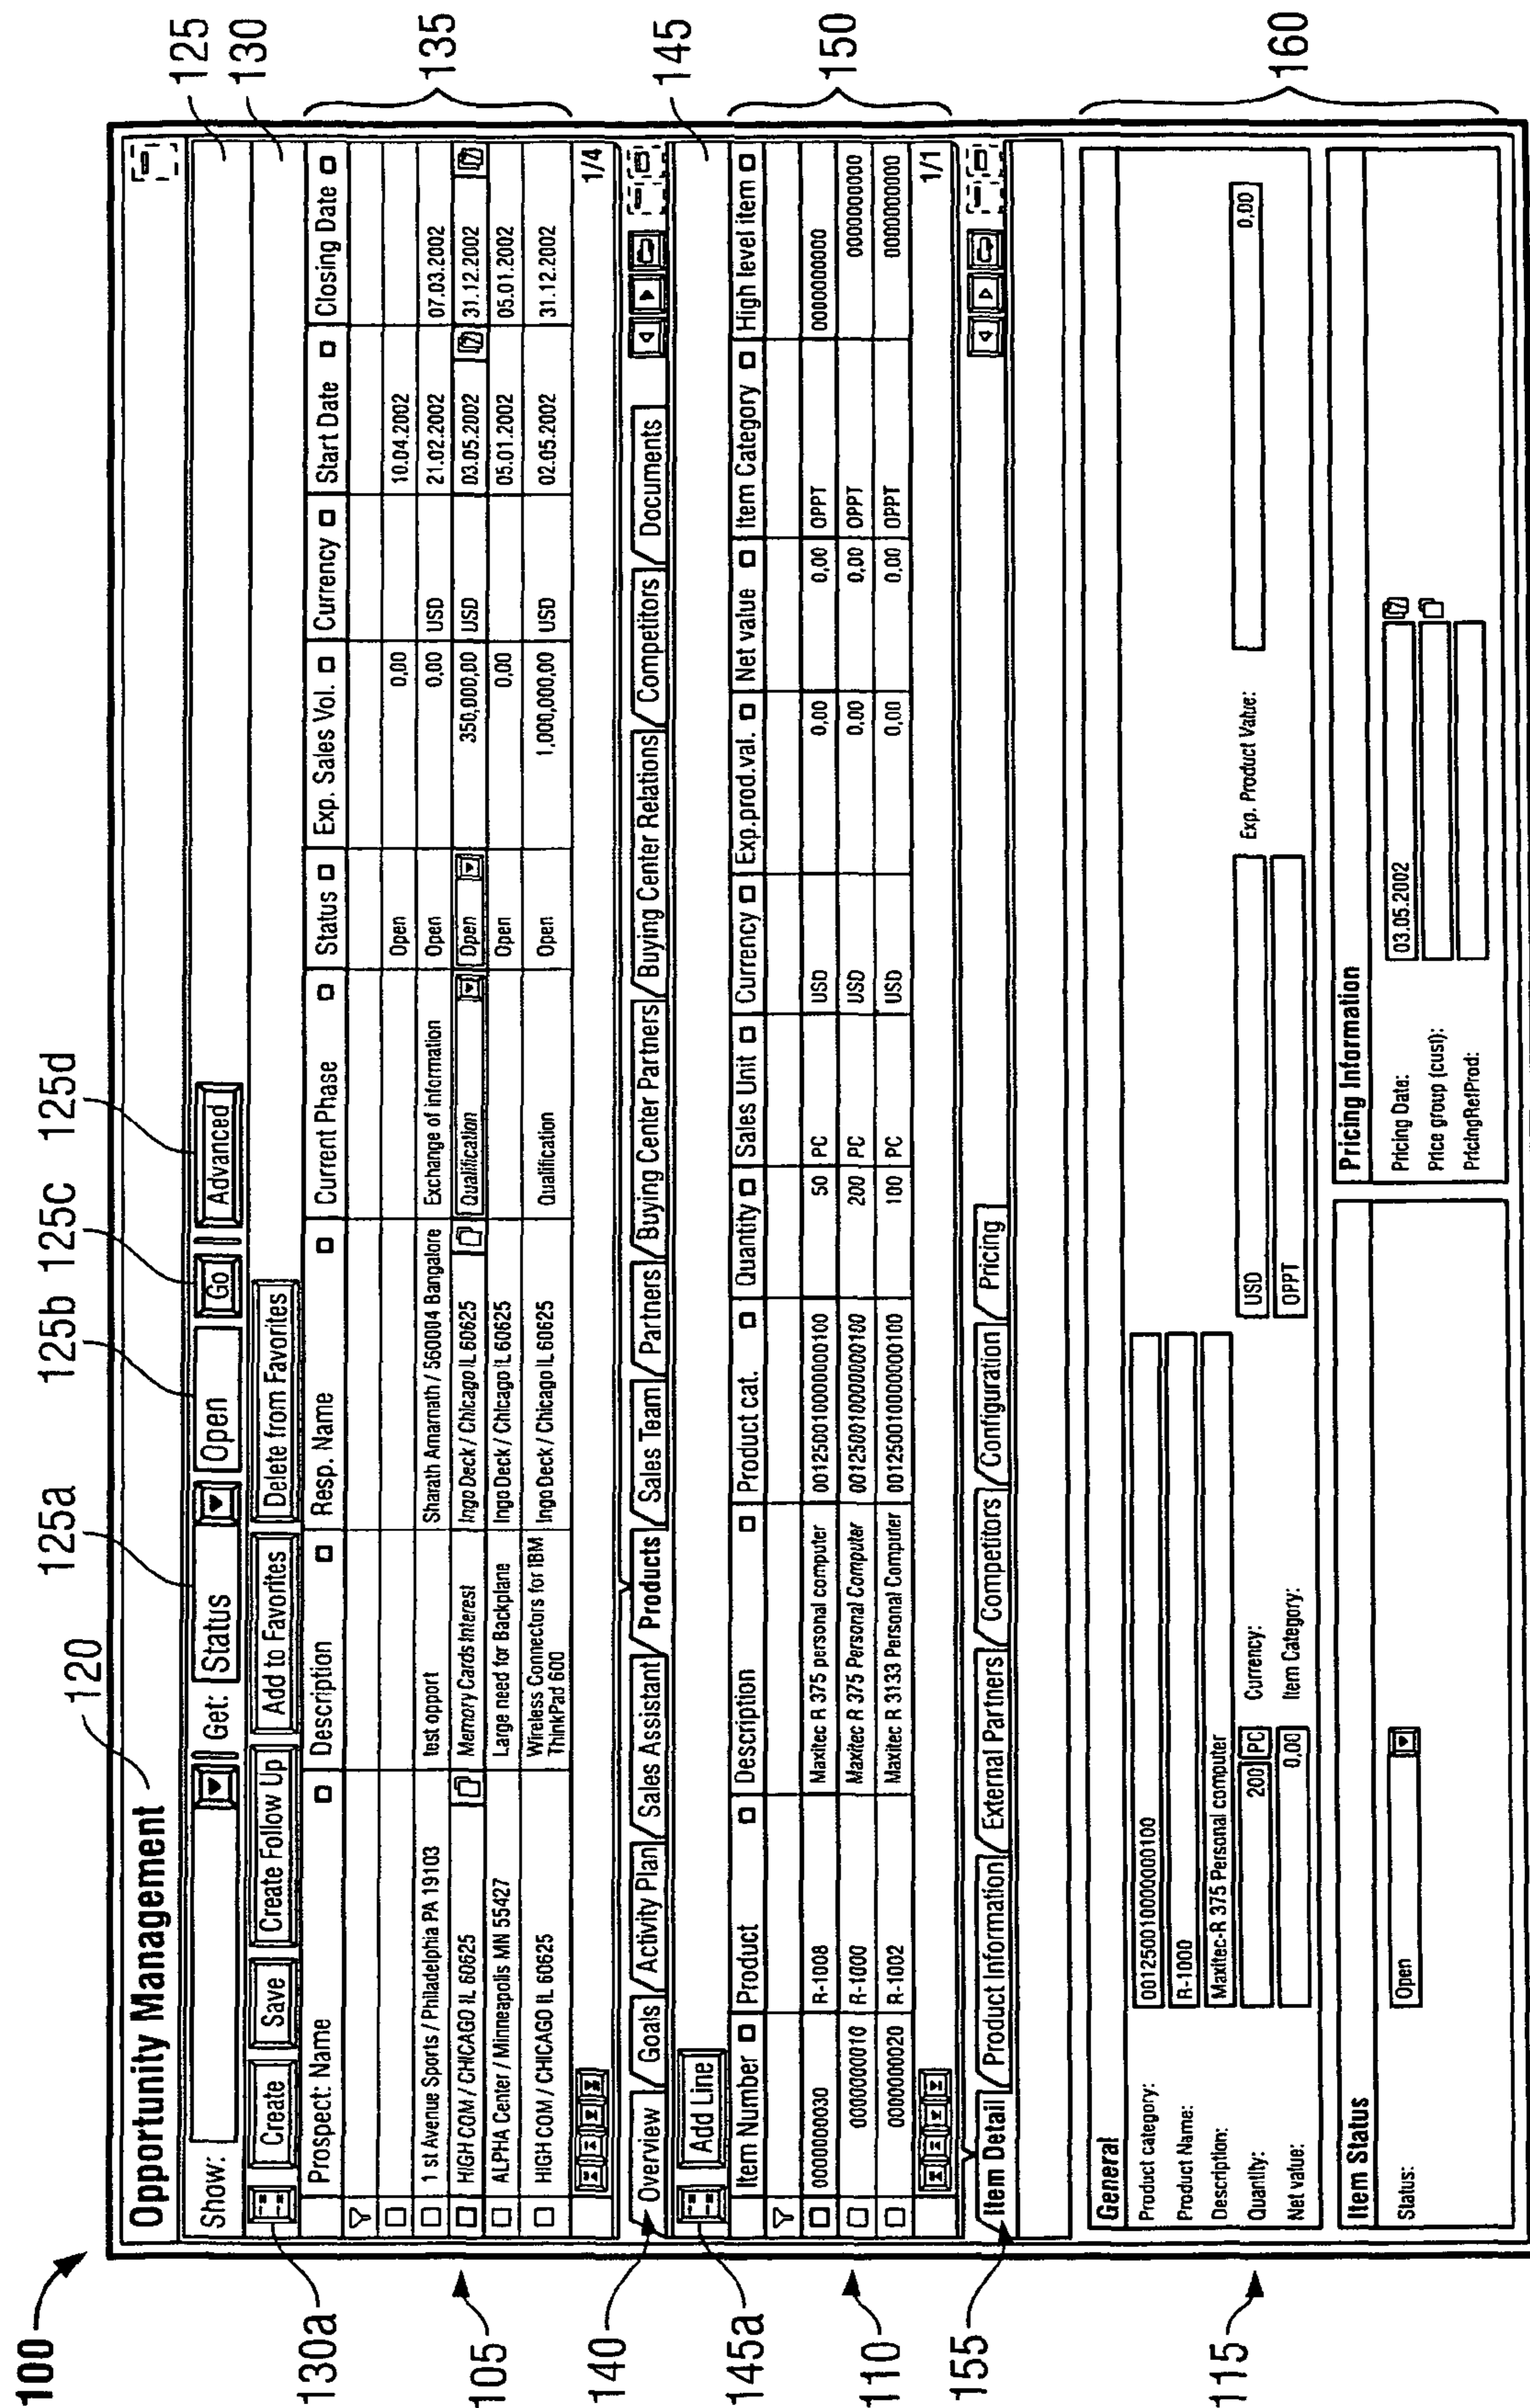 100
120
125a
125b
125c
125d
125
130
135
145
150
160
130a
105
140
145a
110
155
115
Opportunity Management
Show: Get: Status Open Go Advanced
Create Save Create Follow Up Add to Favorites Delete from Favorites
Prospect: Name Description Resp. Name Current Phase Status Exp. Sales Vol. Currency Start Date Closing Date
Open 0,00 10.04.2002
1 st Avenue Sports / Philadelphia PA 19103 test opport Sharath Amarnath / 560004 Bangalore Exchange of information Open 0,00 USD 21.02.2002 07.03.2002
HIGH COM / CHICAGO IL 60625 Memory Cards Interest Ingo Deck / Chicago IL 60625 Qualification Open 350,000,00 USD 03.05.2002 31.12.2002
ALPHA Center / Minneapolis MN 55427 Large need for Backplane Ingo Deck / Chicago IL 60625 Open 0,00 05.01.2002 05.01.2002
HIGH COM / CHICAGO IL 60625 Wireless Connectors for IBM ThinkPad 600 Ingo Deck / Chicago IL 60625 Qualification Open 1,000,000,00 USD 02.05.2002 31.12.2002
1/4
Overview Goals Activity Plan Sales Assistant Products Sales Team Partners Buying Center Partners Buying Center Relations Competitors Documents
Add Line
Item Number Product Description Product cat. Quantity Sales Unit Currency Exp.prod.val. Net value Item Category High level item
0000000030 R-1008 Maxitec R 375 personal computer 00125001000000100 50 PC USD 0,00 0,00 OPPT 0000000000
0000000010 R-1000 Maxitec R 375 Personal Computer 00125001000000100 200 PC USD 0,00 0,00 OPPT 0000000000
0000000020 R-1002 Maxitec R 3133 Personal Computer 00125001000000100 100 PC USD 0,00 0,00 OPPT 0000000000
1/1
Item Detail Product Information External Partners Competitors Configuration Pricing
General
Product category: 00125001000000100
Product Name: R-1000
Description: Maxitec-R 375 Personal computer
Quantity: 200 PC Currency: USD Exp. Product Value: 0,00
Net value: 0,00 Item Category: OPPT
Item Status
Status: Open
Pricing Information
Pricing Date: 03.05.2002
Price group (cust):
PricingRefProd: